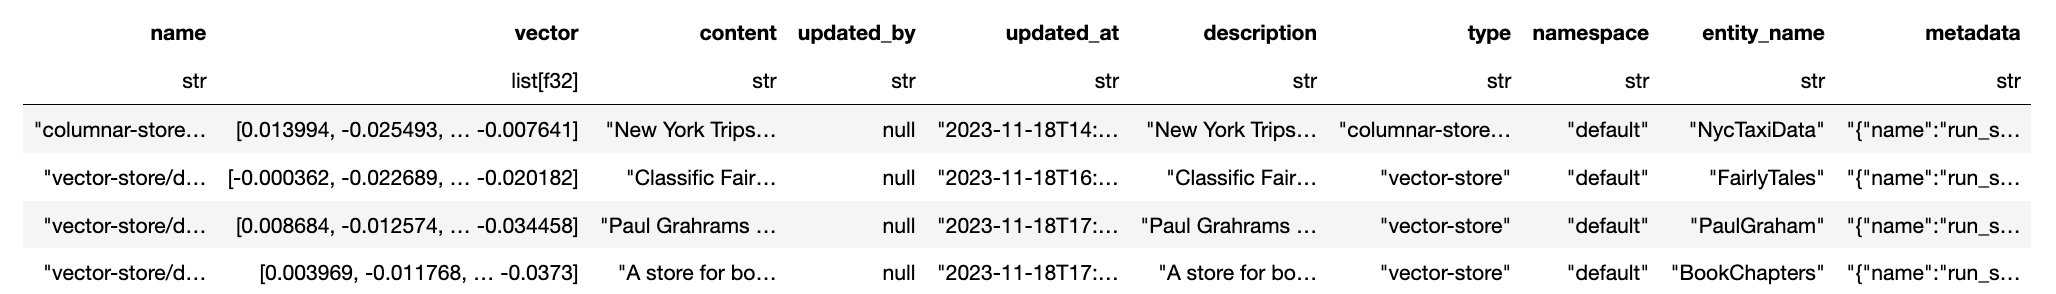 name vector content updated_by updated_at description type namespace entity_name metadata
str list[f32] str str str str str str str str
"columnar-store… [0.013994, -0.025493, … -0.007641] "New York Trips… null "2023-11-18T14:… "New York Trips… "columnar-store… "default" "NycTaxiData" "{"name":"run_s…
"vector-store/d… [-0.000362, -0.022689, … -0.020182] "Classific Fair… null "2023-11-18T16:… "Classific Fair… "vector-store" "default" "FairlyTales" "{"name":"run_s…
"vector-store/d… [0.008684, -0.012574, … -0.034458] "Paul Grahrams … null "2023-11-18T17:… "Paul Grahrams … "vector-store" "default" "PaulGraham" "{"name":"run_s…
"vector-store/d… [0.003969, -0.011768, … -0.0373] "A store for bo… null "2023-11-18T17:… "A store for bo… "vector-store" "default" "BookChapters" "{"name":"run_s…